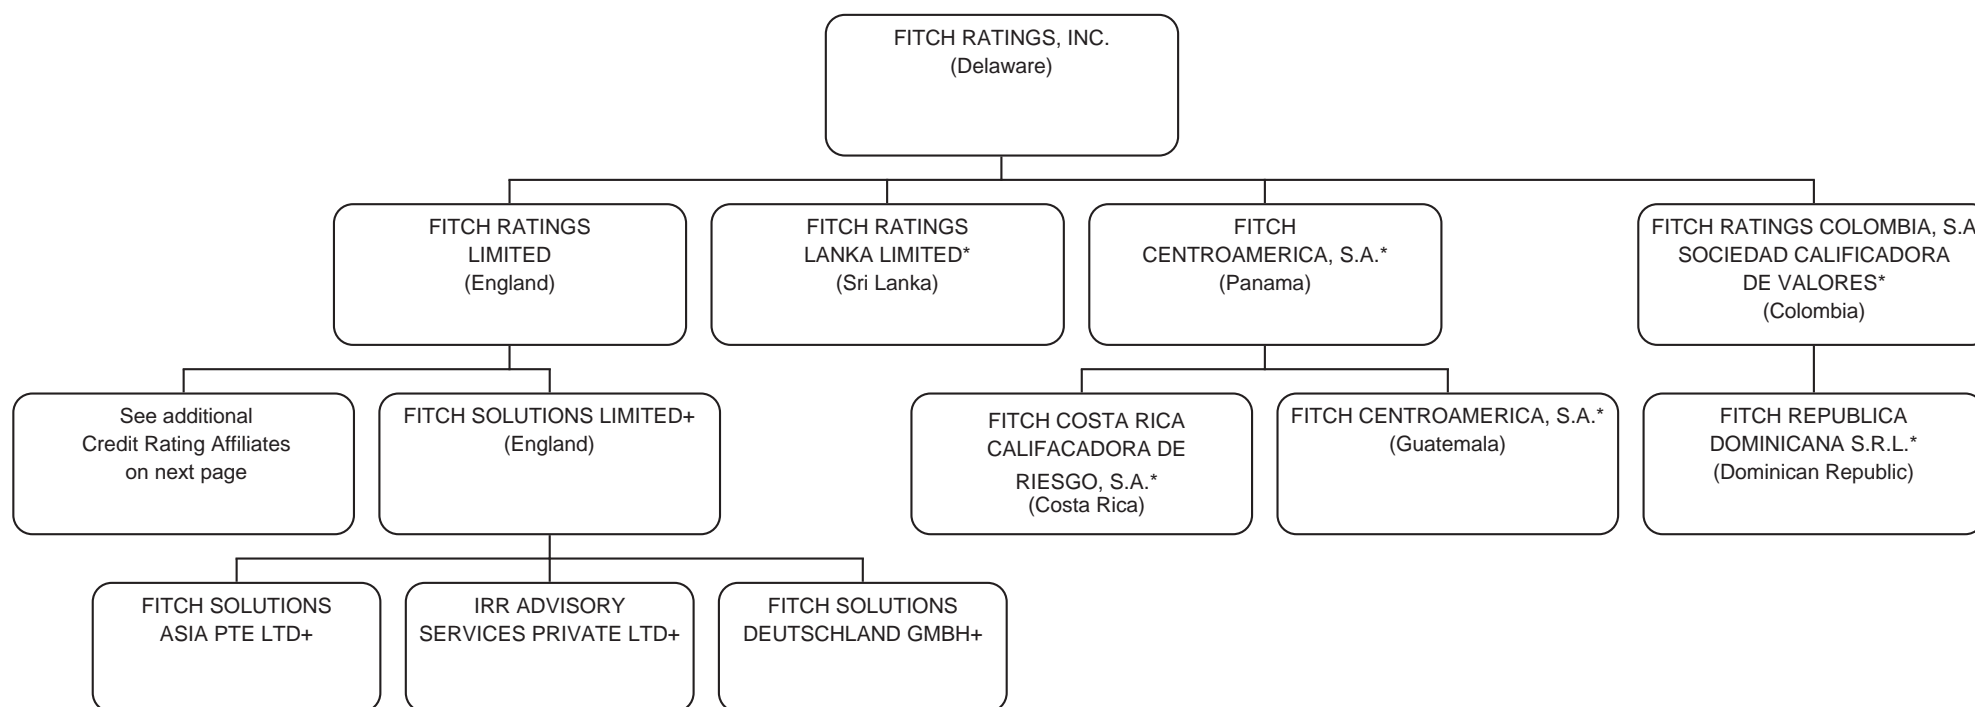 FITCH RATINGS, INC.
(Delaware)
FITCH RATINGS
LIMITED
(England)
FITCH RATINGS
LANKA LIMITED*
(Sri Lanka)
FITCH
CENTROAMERICA, S.A.*
(Panama)
FITCH RATINGS COLOMBIA, S.A
SOCIEDAD CALIFICADORA
DE VALORES*
(Colombia)
See additional
Credit Rating Affiliates
on next page
FITCH SOLUTIONS LIMITED+
(England)
FITCH COSTA RICA
CALIFACADORA DE
RIESGO, S.A.*
(Costa Rica)
FITCH CENTROAMERICA, S.A.*
(Guatemala)
FITCH REPUBLICA
DOMINICANA S.R.L.*
(Dominican Republic)
FITCH SOLUTIONS
ASIA PTE LTD+
IRR ADVISORY
SERVICES PRIVATE LTD+
FITCH SOLUTIONS
DEUTSCHLAND GMBH+